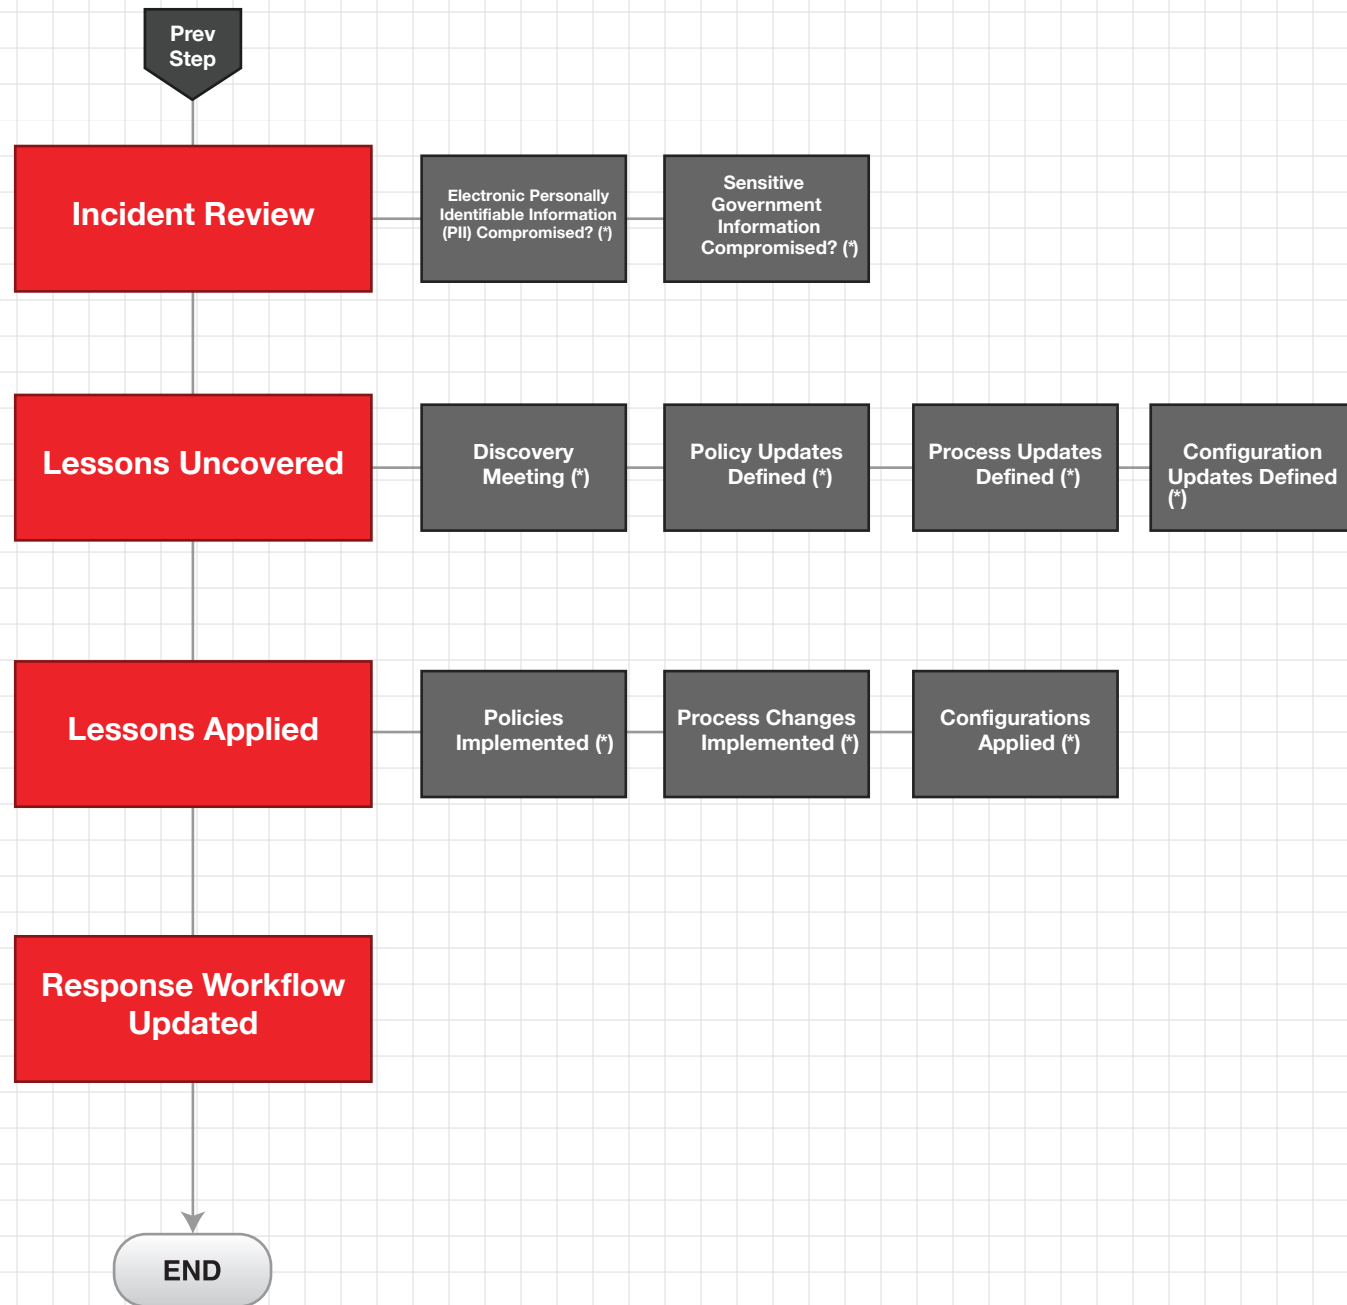 Prev
Step
Incident Review
Electronic Personally
Identifiable Information
(PII) Compromised? (*)
Sensitive
Government
Information
Compromised? (*)
Lessons Uncovered
Discovery
Meeting (*)
Policy Updates
Defined (*)
Process Updates
Defined (*)
Configuration
Updates Defined
(*)
Lessons Applied
Policies
Implemented (*)
Process Changes
Implemented (*)
Configurations
Applied (*)
Response Workflow
Updated
END